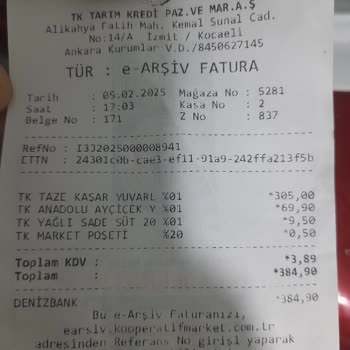 TK TARIM KREDİ PAZ.VE MAR.A.Ş
Alikahya Fatih Mah. Kemal Sunal Cad.
No:14/A İzmit / Kocaeli
Ankara Kurumlar V.D./8450627145
TÜR : e-ARŞİV FATURA
Tarih : 05.02.2025 Mağaza No : 5281
Saat : 17:03 Kasa No : 2
Belge No : 171 Z No : 837
RefNo : I3J2025000008941
ETTN : 24301c0b-cae3-ef11-91a9-242ffa213f5b
TK TAZE KAŞAR YUVARL %01 *305,00
TK ANADOLU AYÇİÇEK Y %01 *69,90
TK YAĞLI SADE SÜT 20 %01 *9,50
TK MARKET POŞETİ %20 *0,50
Toplam KDV : *3,89
Toplam : *384,90
DENİZBANK *384,90
Bu e-Arşiv Faturanızı,
earsiv.kooperatifmarket.com.tr
adresinden Referans No girişi yaparak